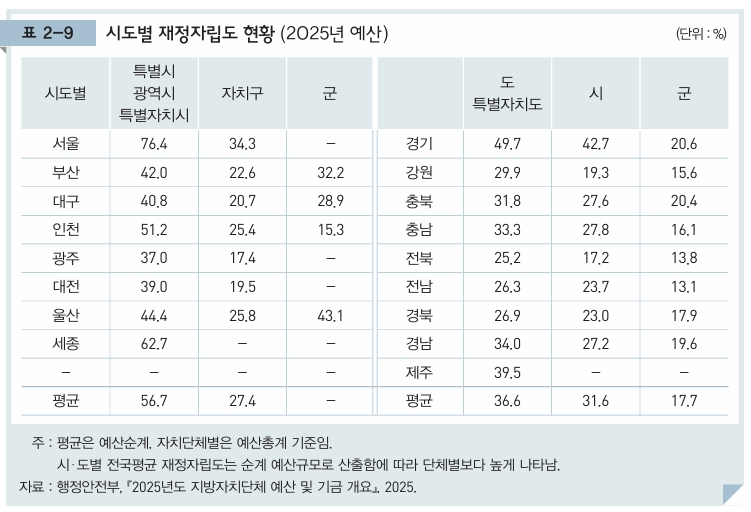 표 2-9 시도별 재정자립도 현황 (2025년 예산) (단위 : %)
시도별 특별시 광역시 특별자치시 자치구 군 도 특별자치도 시 군
서울 76.4 34.3 – 경기 49.7 42.7 20.6
부산 42.0 22.6 32.2 강원 29.9 19.3 15.6
대구 40.8 20.7 28.9 충북 31.8 27.6 20.4
인천 51.2 25.4 15.3 충남 33.3 27.8 16.1
광주 37.0 17.4 – 전북 25.2 17.2 13.8
대전 39.0 19.5 – 전남 26.3 23.7 13.1
울산 44.4 25.8 43.1 경북 26.9 23.0 17.9
세종 62.7 – – 경남 34.0 27.2 19.6
– – – – 제주 39.5 – –
평균 56.7 27.4 – 평균 36.6 31.6 17.7
주 : 평균은 예산순계, 자치단체별은 예산총계 기준임.
시·도별 전국평균 재정자립도는 순계 예산규모로 산출함에 따라 단체별보다 높게 나타남.
자료 : 행정안전부, 『2025년도 지방자치단체 예산 및 기금 개요』, 2025.